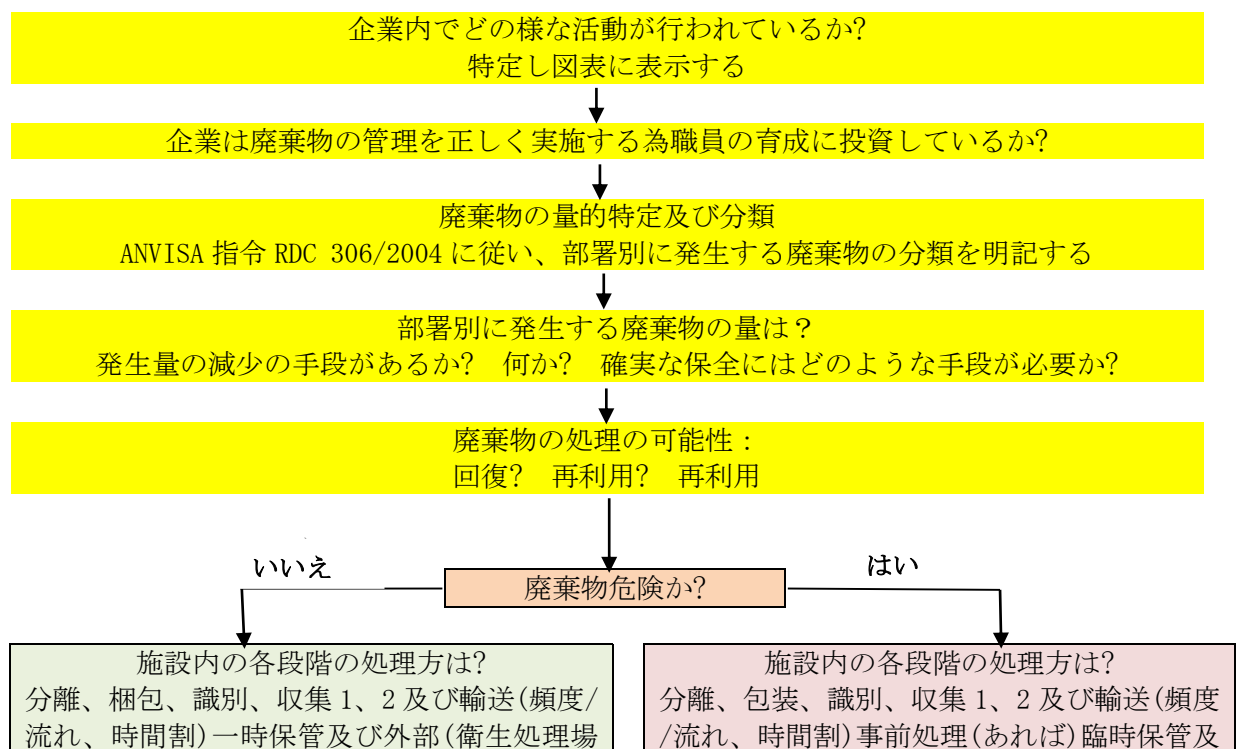 企業内でどの様な活動が行われているか?
特定し図表に表示する
企業は廃棄物の管理を正しく実施する為職員の育成に投資しているか?
廃棄物の量的特定及び分類
ANVISA 指令 RDC 306/2004 に従い、部署別に発生する廃棄物の分類を明記する
部署別に発生する廃棄物の量は？
発生量の減少の手段があるか? 何か? 確実な保全にはどのような手段が必要か?
廃棄物の処理の可能性：
回復? 再利用? 再利用
いいえ
はい
廃棄物危険か?
施設内の各段階の処理方は?
分離、梱包、識別、収集 1、2 及び輸送(頻度/
流れ、時間割)一時保管及び外部(衛生処理場
施設内の各段階の処理方は?
分離、包装、識別、収集 1、2 及び輸送(頻度
/流れ、時間割)事前処理(あれば)臨時保管及